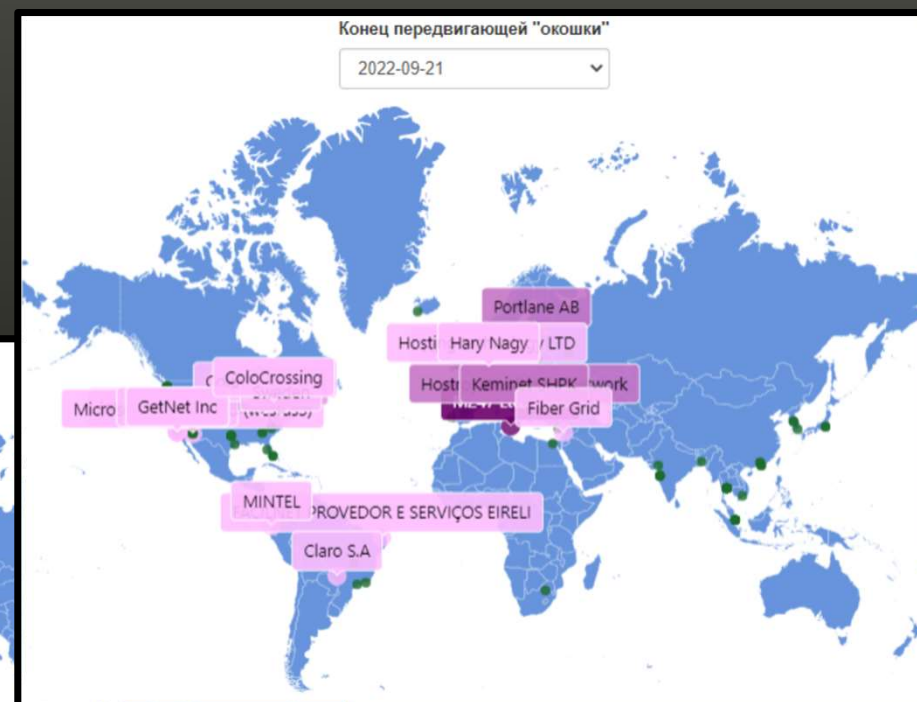 Конец передвигающей "окошки"
2022-09-21
Portlane AB
Hosti
Hary Nagy
y LTD
ColoCrossing
Hostr
Keminet SHPK
work
Micro
GetNet Inc
Fiber Grid
MINTEL
PROVEDOR E SERVIÇOS EIRELI
Claro S.A